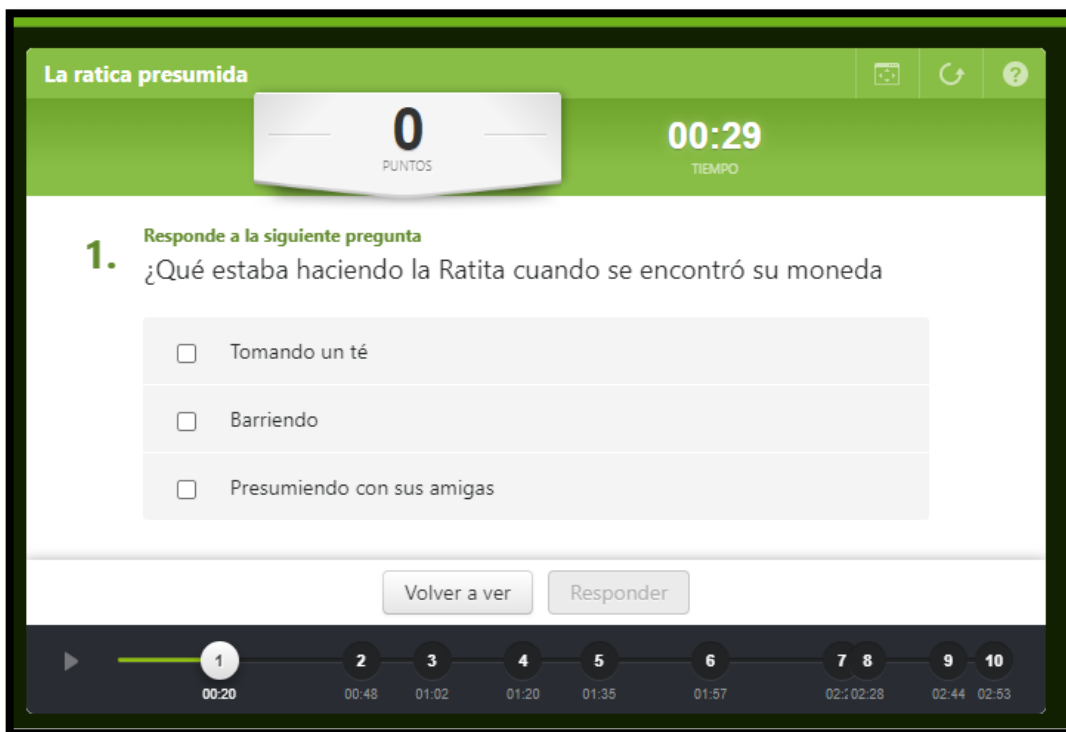 La ratica presumida
?
0
PUNTOS
00:29
TIEMPO
Responde a la siguiente pregunta
1.
¿Qué estaba haciendo la Ratita cuando se encontró su moneda
Tomando un té
Barriendo
Presumiendo con sus amigas
Volver a ver Responder
1 2 3 4 5 6 7 8 9 10
00:20 00:48 01:02 01:20 01:35 01:57 02:2 02:28 02:44 02:53